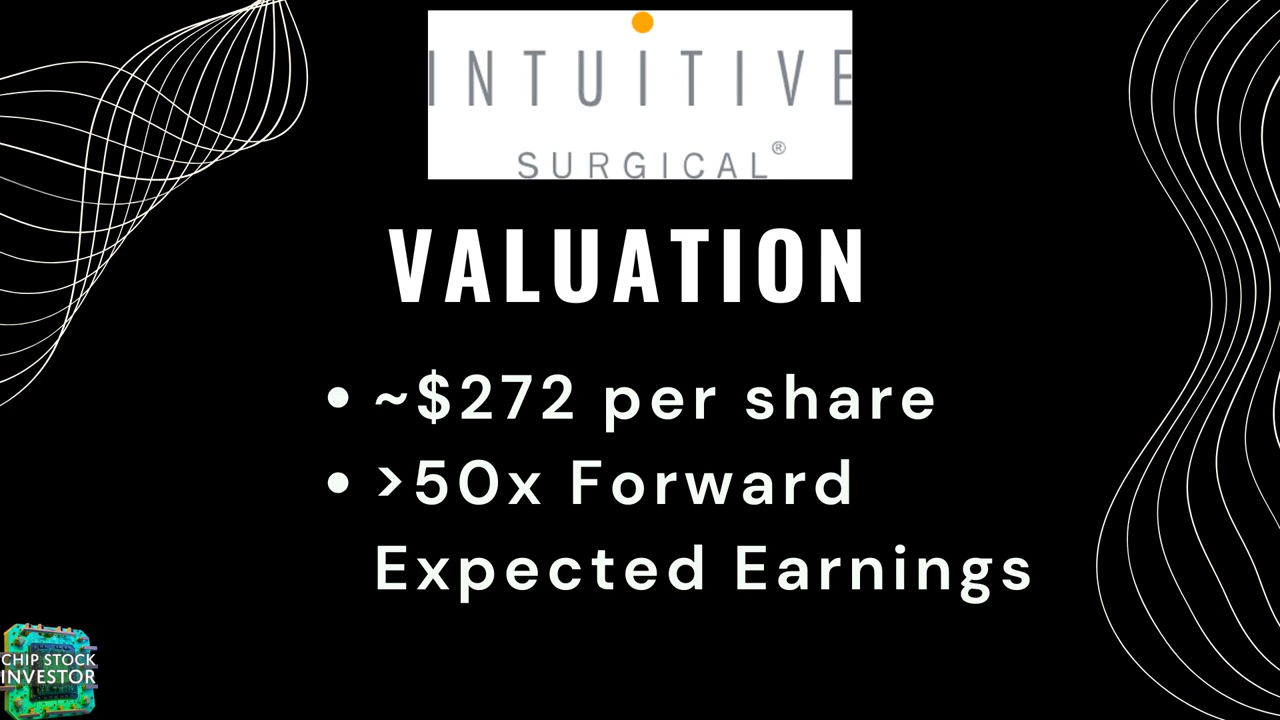 INTUITIVE
SURGICAL®
VALUATION
• ~$272 per share
• >50x Forward
Expected Earnings
CHIP STOCK
INVESTOR